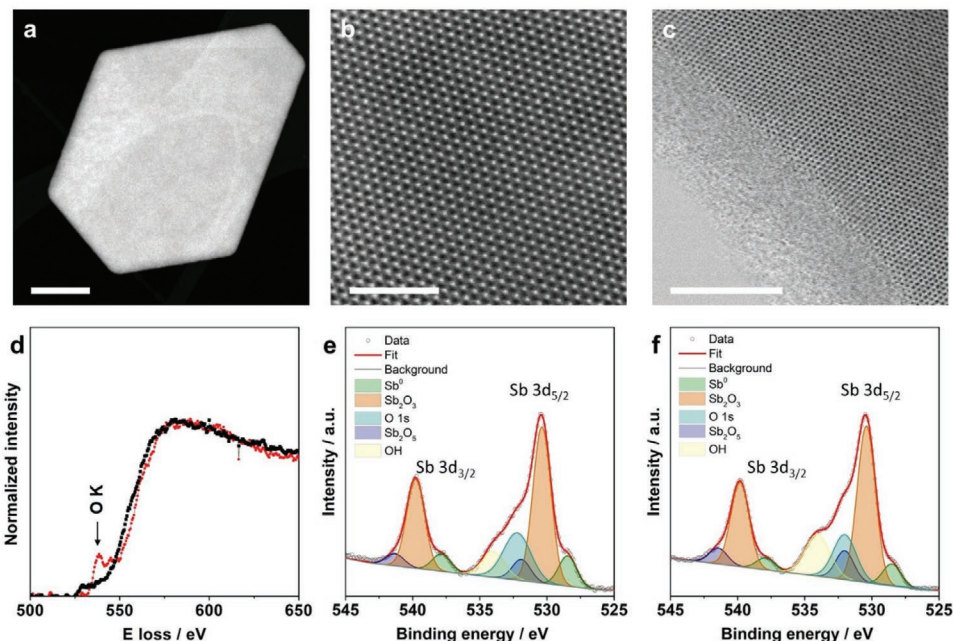 a
b
c
d
Normalized intensity
O K
500 550 600 650
E loss / eV
e
Data
Fit
Background
Sb⁰
Sb₂O₃
O 1s
Sb₂O₅
OH
Sb 3d₅/₂
Sb 3d₃/₂
Intensity / a.u.
545 540 535 530 525
Binding energy / eV
f
Data
Fit
Background
Sb⁰
Sb₂O₃
O 1s
Sb₂O₅
OH
Sb 3d₅/₂
Sb 3d₃/₂
Intensity / a.u.
545 540 535 530 525
Binding energy / eV